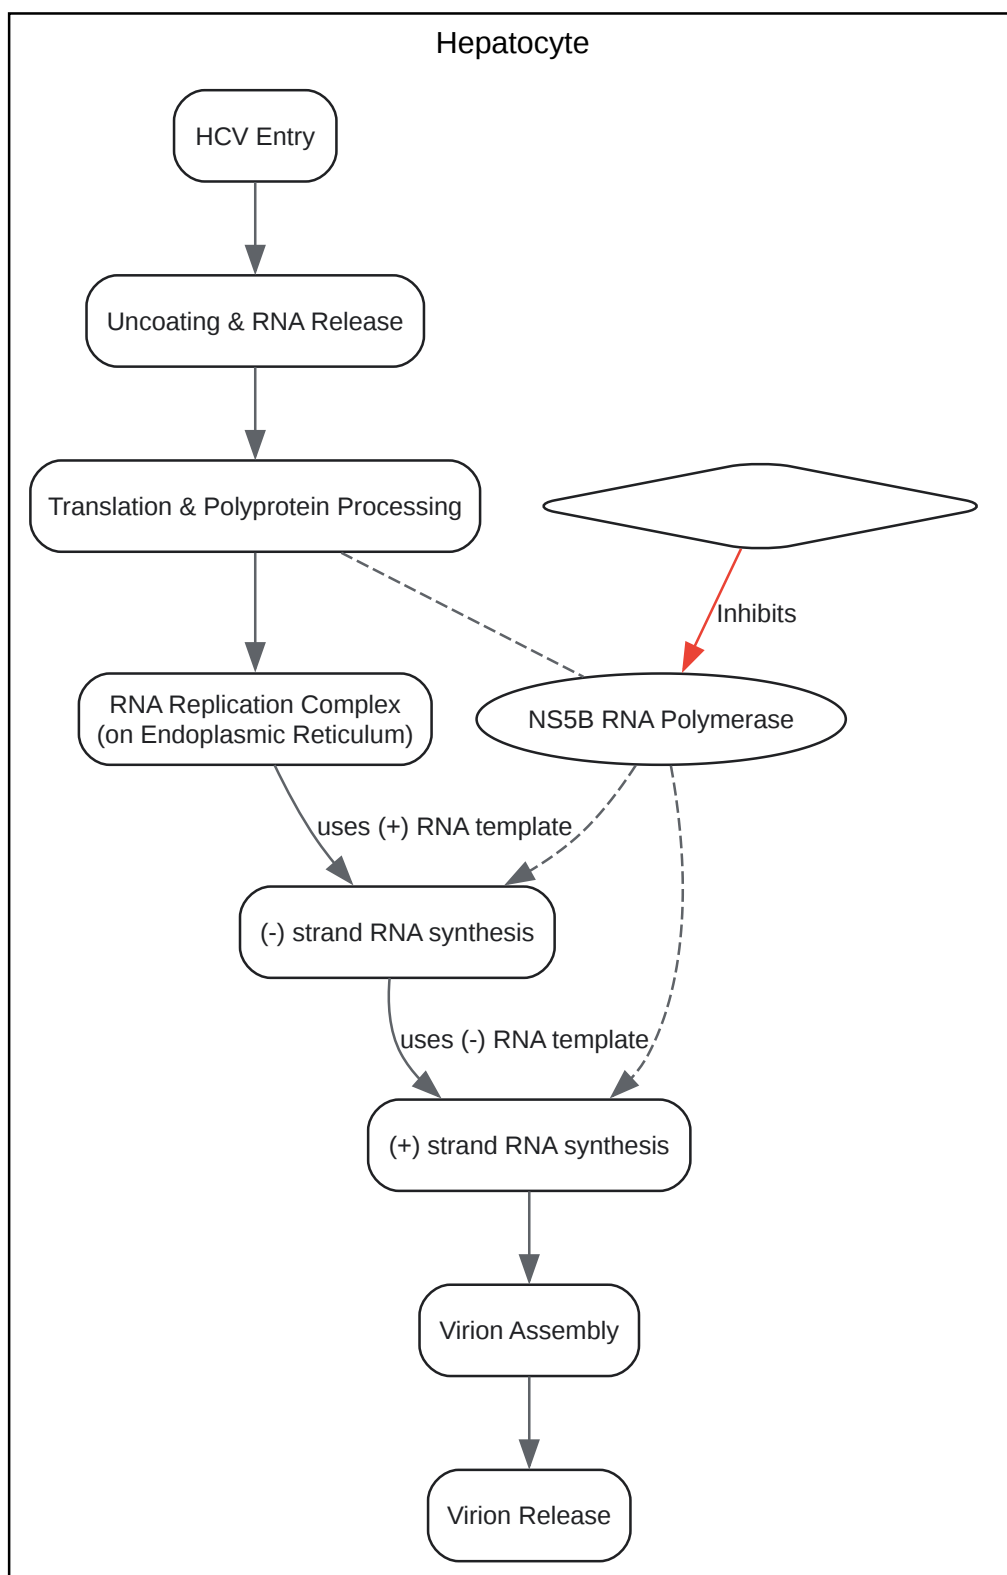 Hepatocyte
HCV Entry
Uncoating & RNA Release
Translation & Polyprotein Processing
Inhibits
RNA Replication Complex
(on Endoplasmic Reticulum)
NS5B RNA Polymerase
uses (+) RNA template
(-) strand RNA synthesis
uses (-) RNA template
(+) strand RNA synthesis
Virion Assembly
Virion Release